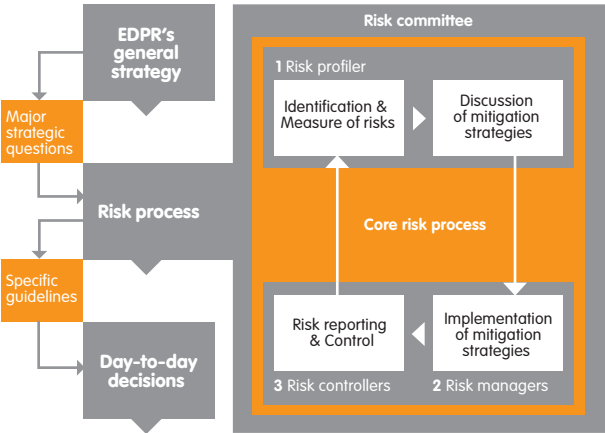 EDPR's
general
strategy
Major
strategic
questions
Risk process
Specific
guidelines
Day-to-day
decisions
Risk committee
1 Risk profiler
Identification &
Measure of risks
Discussion
of mitigation
strategies
Core risk process
Risk reporting
& Control
Implementation
of mitigation
strategies
3 Risk controllers
2 Risk managers